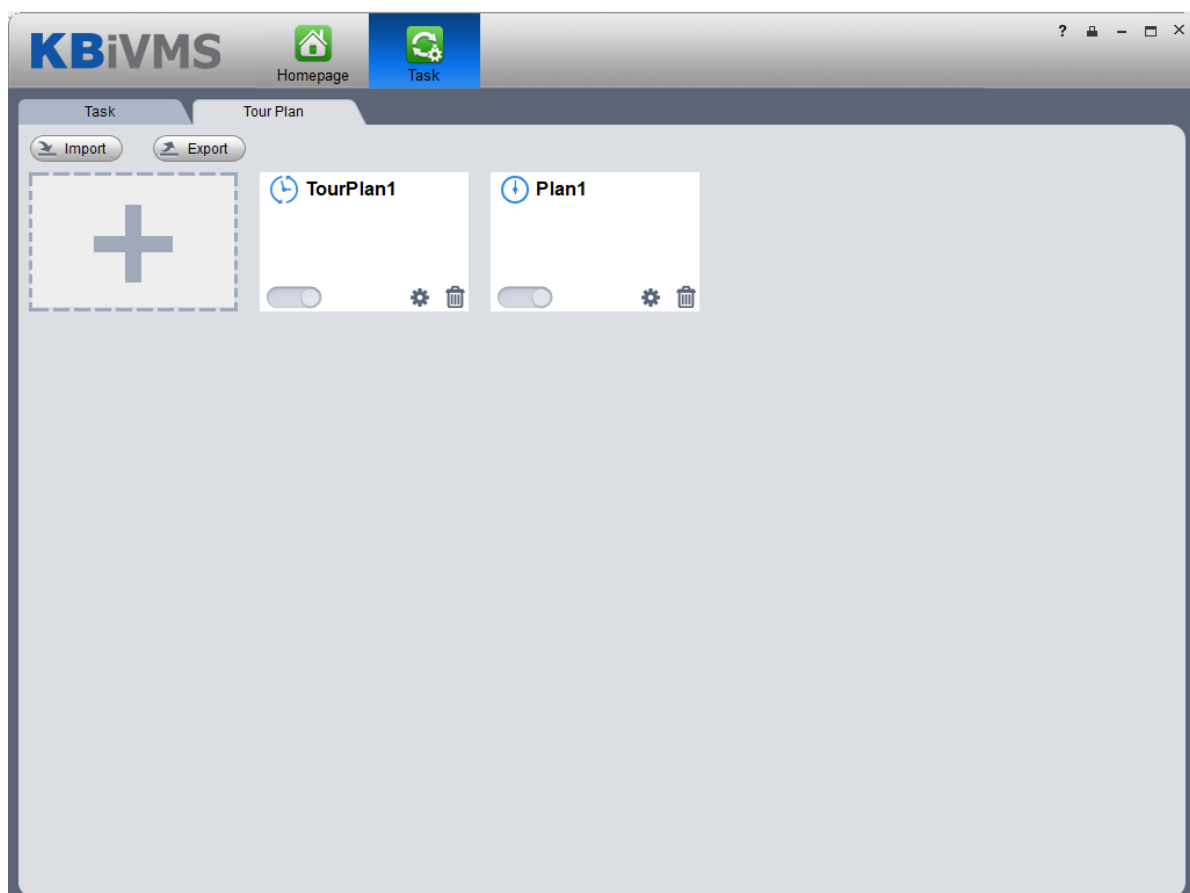 KBiVMS
Homepage
Task
?
Task
Tour Plan
Import
Export
TourPlan1
Plan1